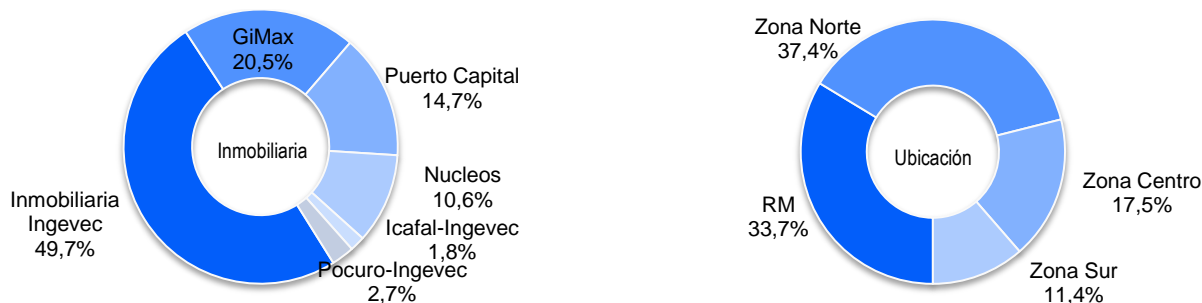 GiMax
20,5%
Puerto Capital
14,7%
Inmobiliaria
Nucleos
10,6%
Inmobiliaria
Ingevec
49,7%
Icafal-Ingevec
1,8%
Pocuro-Ingevec
2,7%
Zona Norte
37,4%
Ubicación
Zona Centro
17,5%
RM
33,7%
Zona Sur
11,4%